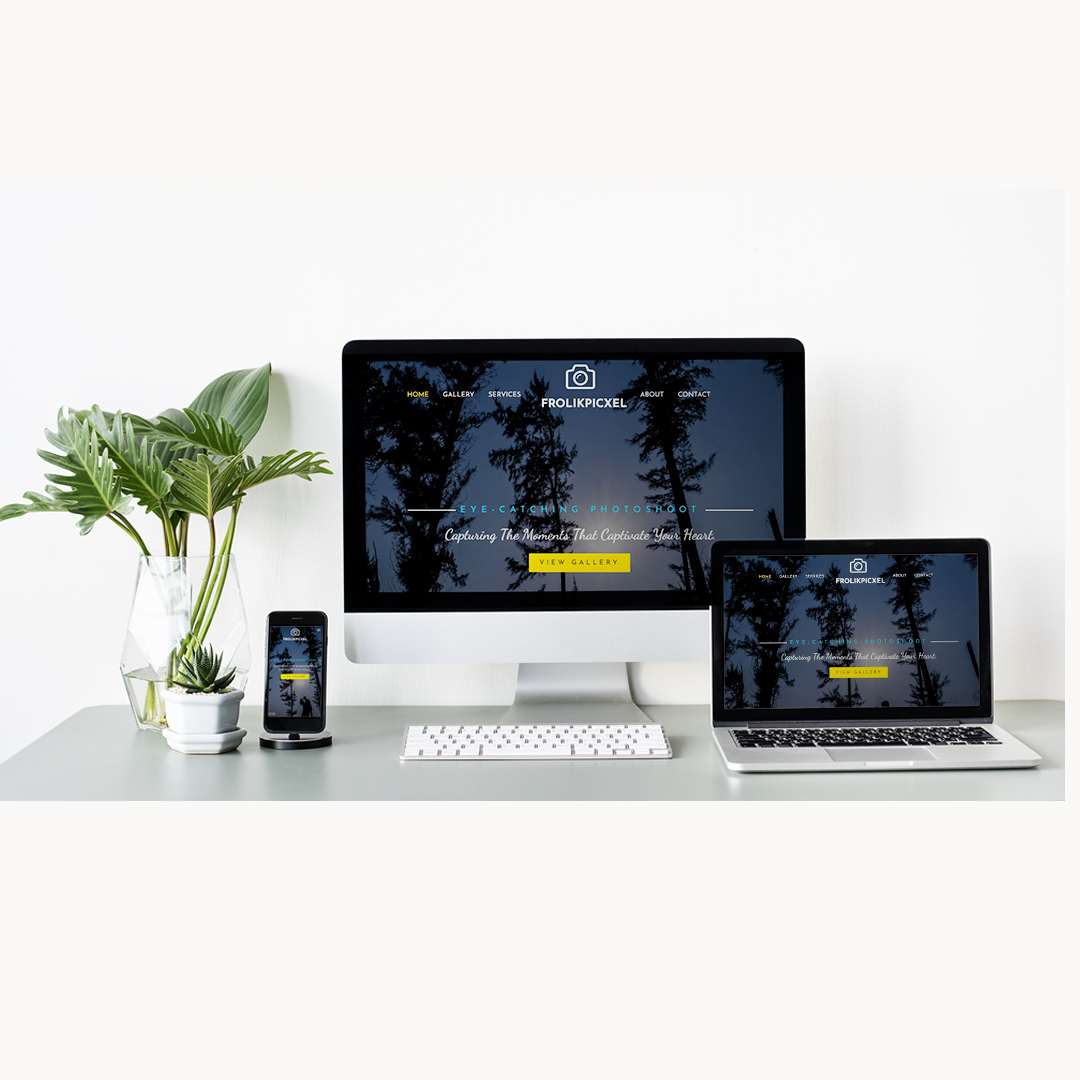 HOME GALLERY SERVICES FROLIKPICXEL ABOUT CONTACT
EYE-CATCHING PHOTOSHOOT
Capturing The Moments That Captivate Your Heart.
VIEW GALLERY
HOME GALLERY SERVICES FROLIKPICXEL ABOUT CONTACT
EYE-CATCHING PHOTOSHOOT
Capturing The Moments That Captivate Your Heart.
VIEW GALLERY
FROLIKPICXEL